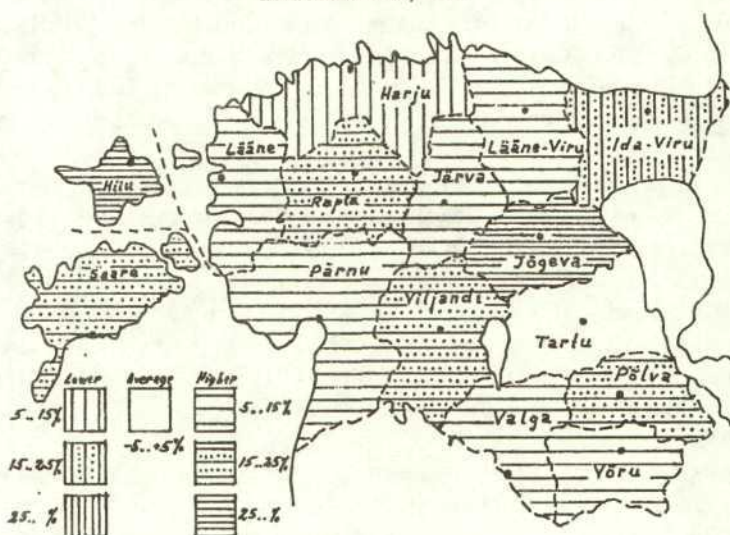 Harju
Lääne
Lääne-Viru
Ida-Viru
Hiiu
Rapla
Järva
Saare
Pärnu
Jõgeva
Viljandi
Tartu
Põlva
Valga
Võru
Lower Average Higher
5..15% 5..15%
-5..+5%
15..25% 15..25%
25.. % 25.. %